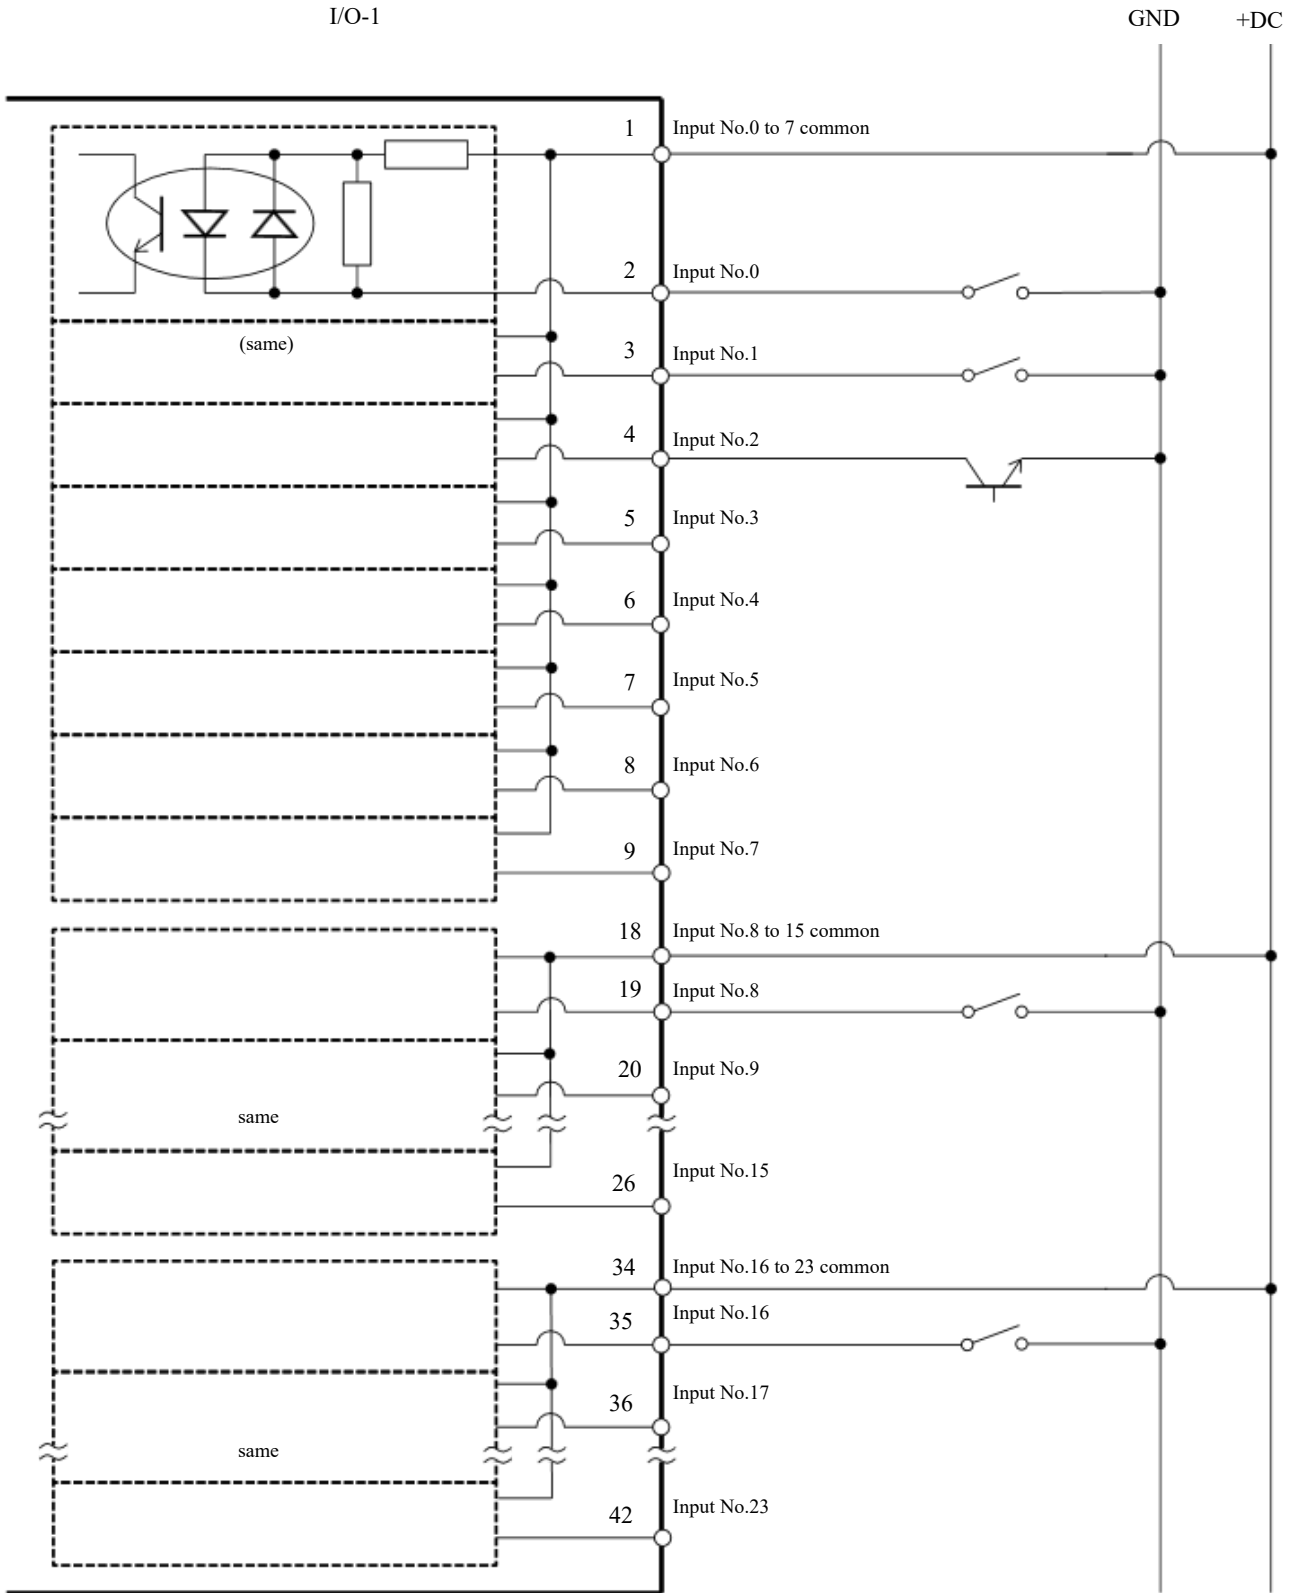 I/O-1
GND
+DC
1 Input No.0 to 7 common
2 Input No.0
(same)
3 Input No.1
4 Input No.2
5 Input No.3
6 Input No.4
7 Input No.5
8 Input No.6
9 Input No.7
18 Input No.8 to 15 common
19 Input No.8
20 Input No.9
same
26 Input No.15
34 Input No.16 to 23 common
35 Input No.16
36 Input No.17
same
42 Input No.23